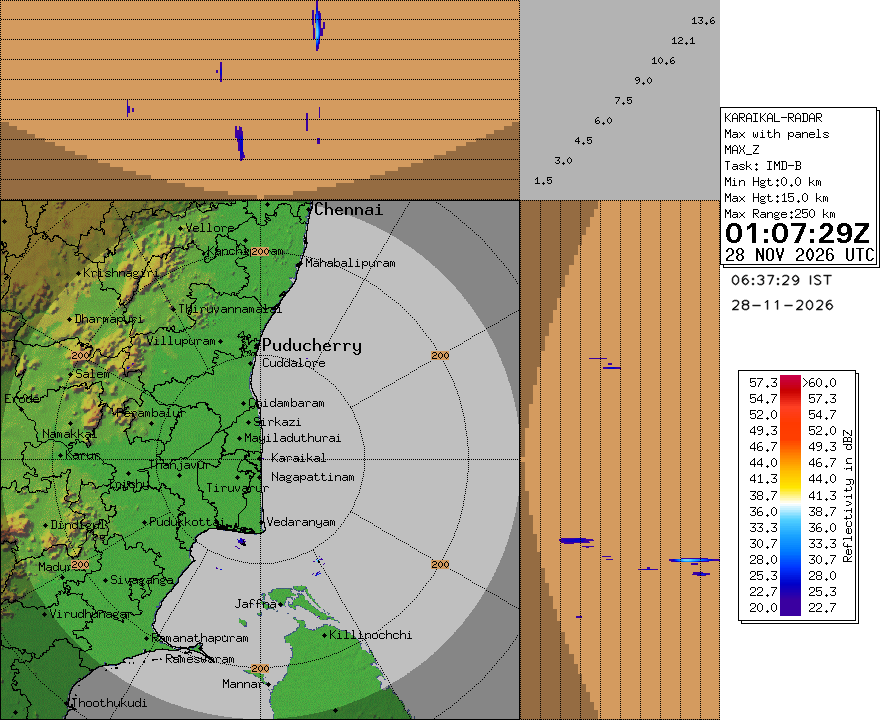 13.6
12.1
10.6
9.0
7.5
6.0
4.5
3.0
1.5
KARAIKAL-RADAR
Max with panels
MAX_Z
Task: IMD-B
Min Hgt:0.0 km
Max Hgt:15.0 km
Max Range:250 km
01:07:29Z
28 NOV 2026 UTC
06:37:29 IST
28-11-2026
Chennai
Vellore
200
Mahabalipuram
Krishnagiri
Thiruvannamalai
Dharmapuri
Villupuram
Puducherry
200
200
Cuddalore
Salem
Erode
Chidambaram
Perambalur
Sirkazi
Namakkal
Mayiladuthurai
Karur
Karaikal
Thanjavur
Nagapattinam
Tiruvarur
Dindigul
Pudukkottai
Vedaranyam
200
200
Madurai
Sivaganga
Jaffna
Virudhunagar
Ramanathapuram
Killinochchi
Rameswaram
200
Mannar
Thoothukudi
57.3 >60.0
54.7 57.3
52.0 54.7
49.3 52.0
46.7 49.3
44.0 46.7
41.3 44.0
38.7 41.3
36.0 38.7
33.3 36.0
30.7 33.3
28.0 30.7
25.3 28.0
22.7 25.3
20.0 22.7
Reflectivity in dBZ